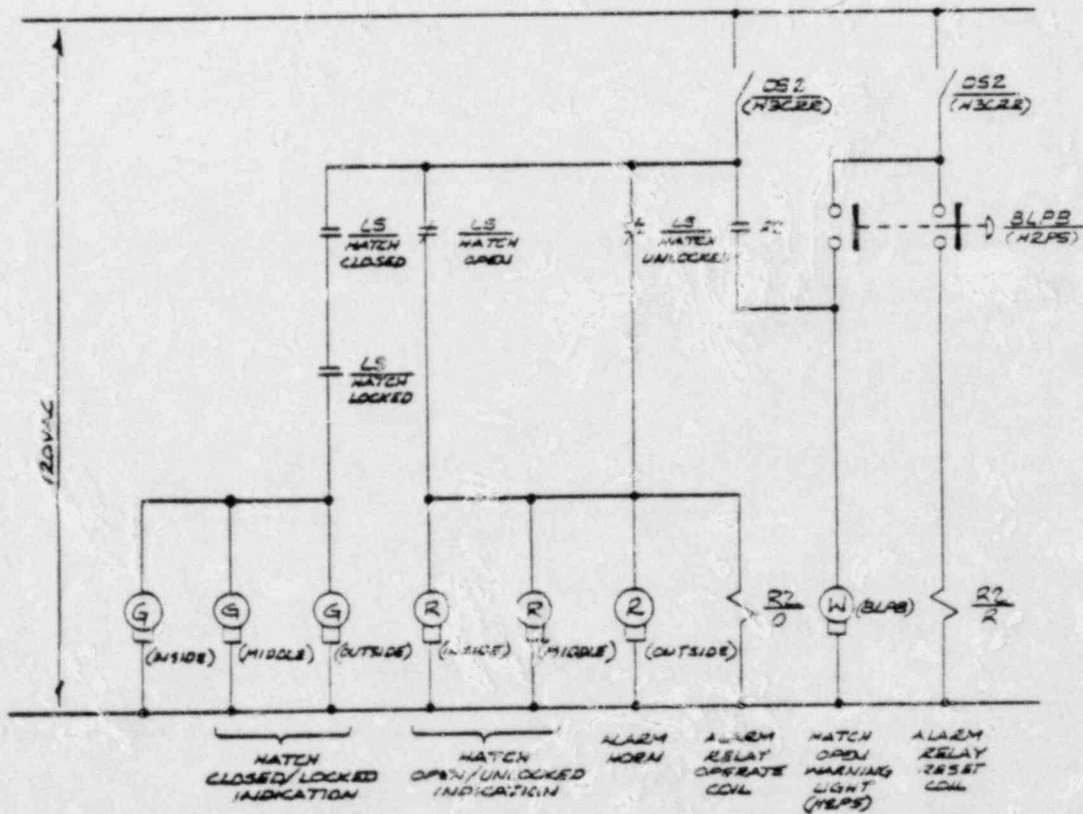 DS2
(H3CRR)
DS2
(H3CRR)
LS
HATCH
CLOSED
LS
HATCH
OPEN
LS
HATCH
UNLOCKED
BLPB
(H2PS)
LS
HATCH
LOCKED
120VAC
G
(INSIDE)
G
(MIDDLE)
G
(OUTSIDE)
R
(INSIDE)
R
(MIDDLE)
R
(OUTSIDE)
R2
O
W
(BLPB)
R2
R
HATCH
CLOSED/LOCKED
INDICATION
HATCH
OPEN/UNLOCKED
INDICATION
ALARM
HORN
ALARM
RELAY
OPERATE
COIL
HATCH
OPEN
WARNING
LIGHT
(H2PS)
ALARM
RELAY
RESET
COIL